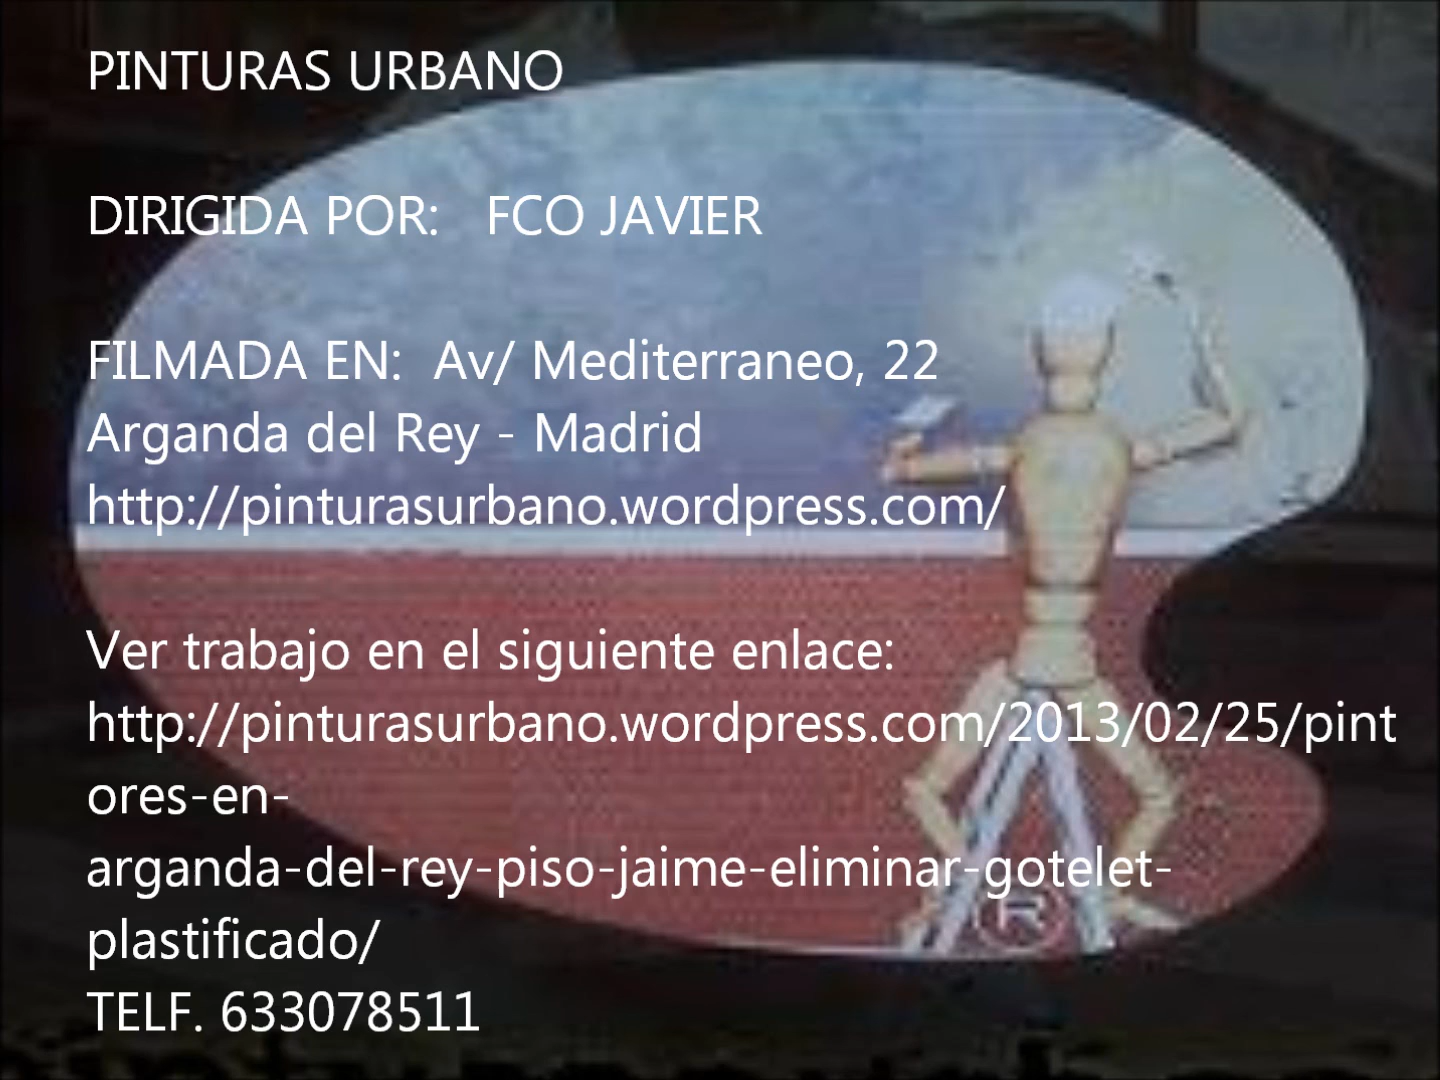 PINTURAS URBANO
DIRIGIDA POR: FCO JAVIER
FILMADA EN: Av/ Mediterraneo, 22
Arganda del Rey - Madrid
http://pinturasurbano.wordpress.com/
Ver trabajo en el siguiente enlace:
http://pinturasurbano.wordpress.com/2013/02/25/pint
ores-en-
arganda-del-rey-piso-jaime-eliminar-gotelet-
plastificado/
TELF. 633078511
R